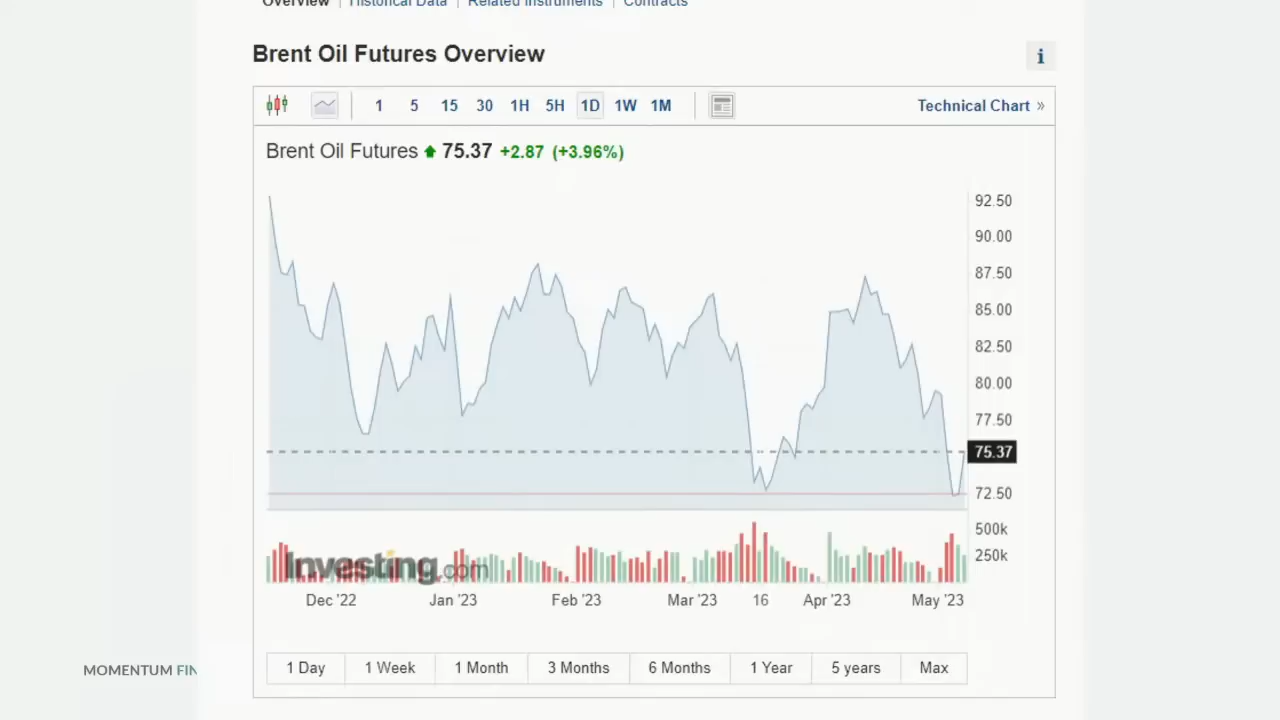 Overview | Historical Data | Related Instruments | Contracts
Brent Oil Futures Overview
i
1 5 15 30 1H 5H 1D 1W 1M
Technical Chart »
Brent Oil Futures 75.37 +2.87 (+3.96%)
92.50
90.00
87.50
85.00
82.50
80.00
77.50
75.37
72.50
500k
250k
Investing.com
Dec '22 Jan '23 Feb '23 Mar '23 16 Apr '23 May '23
1 Day 1 Week 1 Month 3 Months 6 Months 1 Year 5 years Max
MOMENTUM FIN